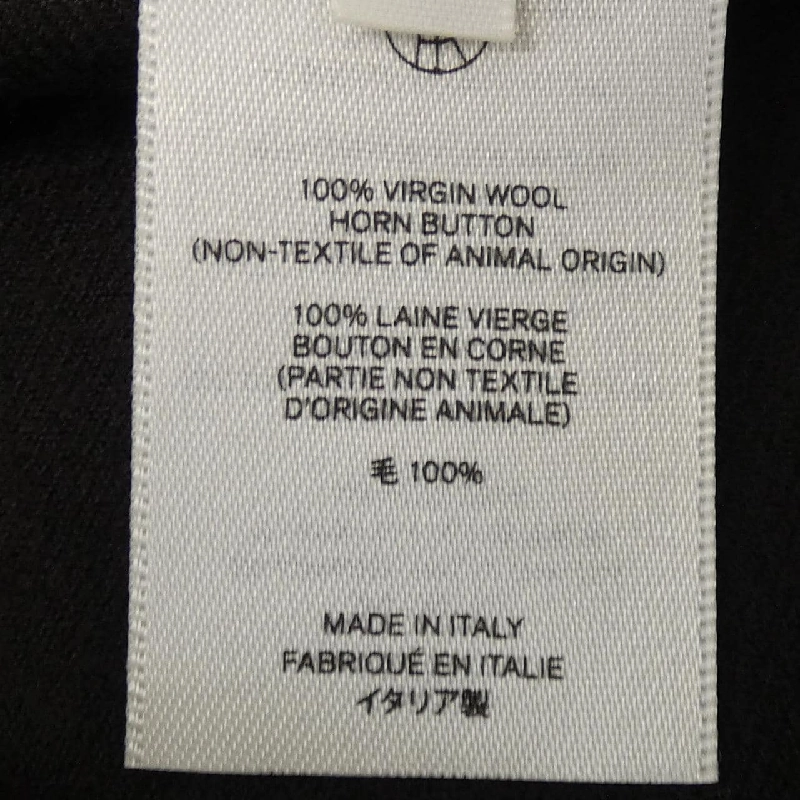 100% VIRGIN WOOL
HORN BUTTON
(NON-TEXTILE OF ANIMAL ORIGIN)
100% LAINE VIERGE
BOUTON EN CORNE
(PARTIE NON TEXTILE
D'ORIGINE ANIMALE)
毛 100%
MADE IN ITALY
FABRIQUÉ EN ITALIE
イタリア製